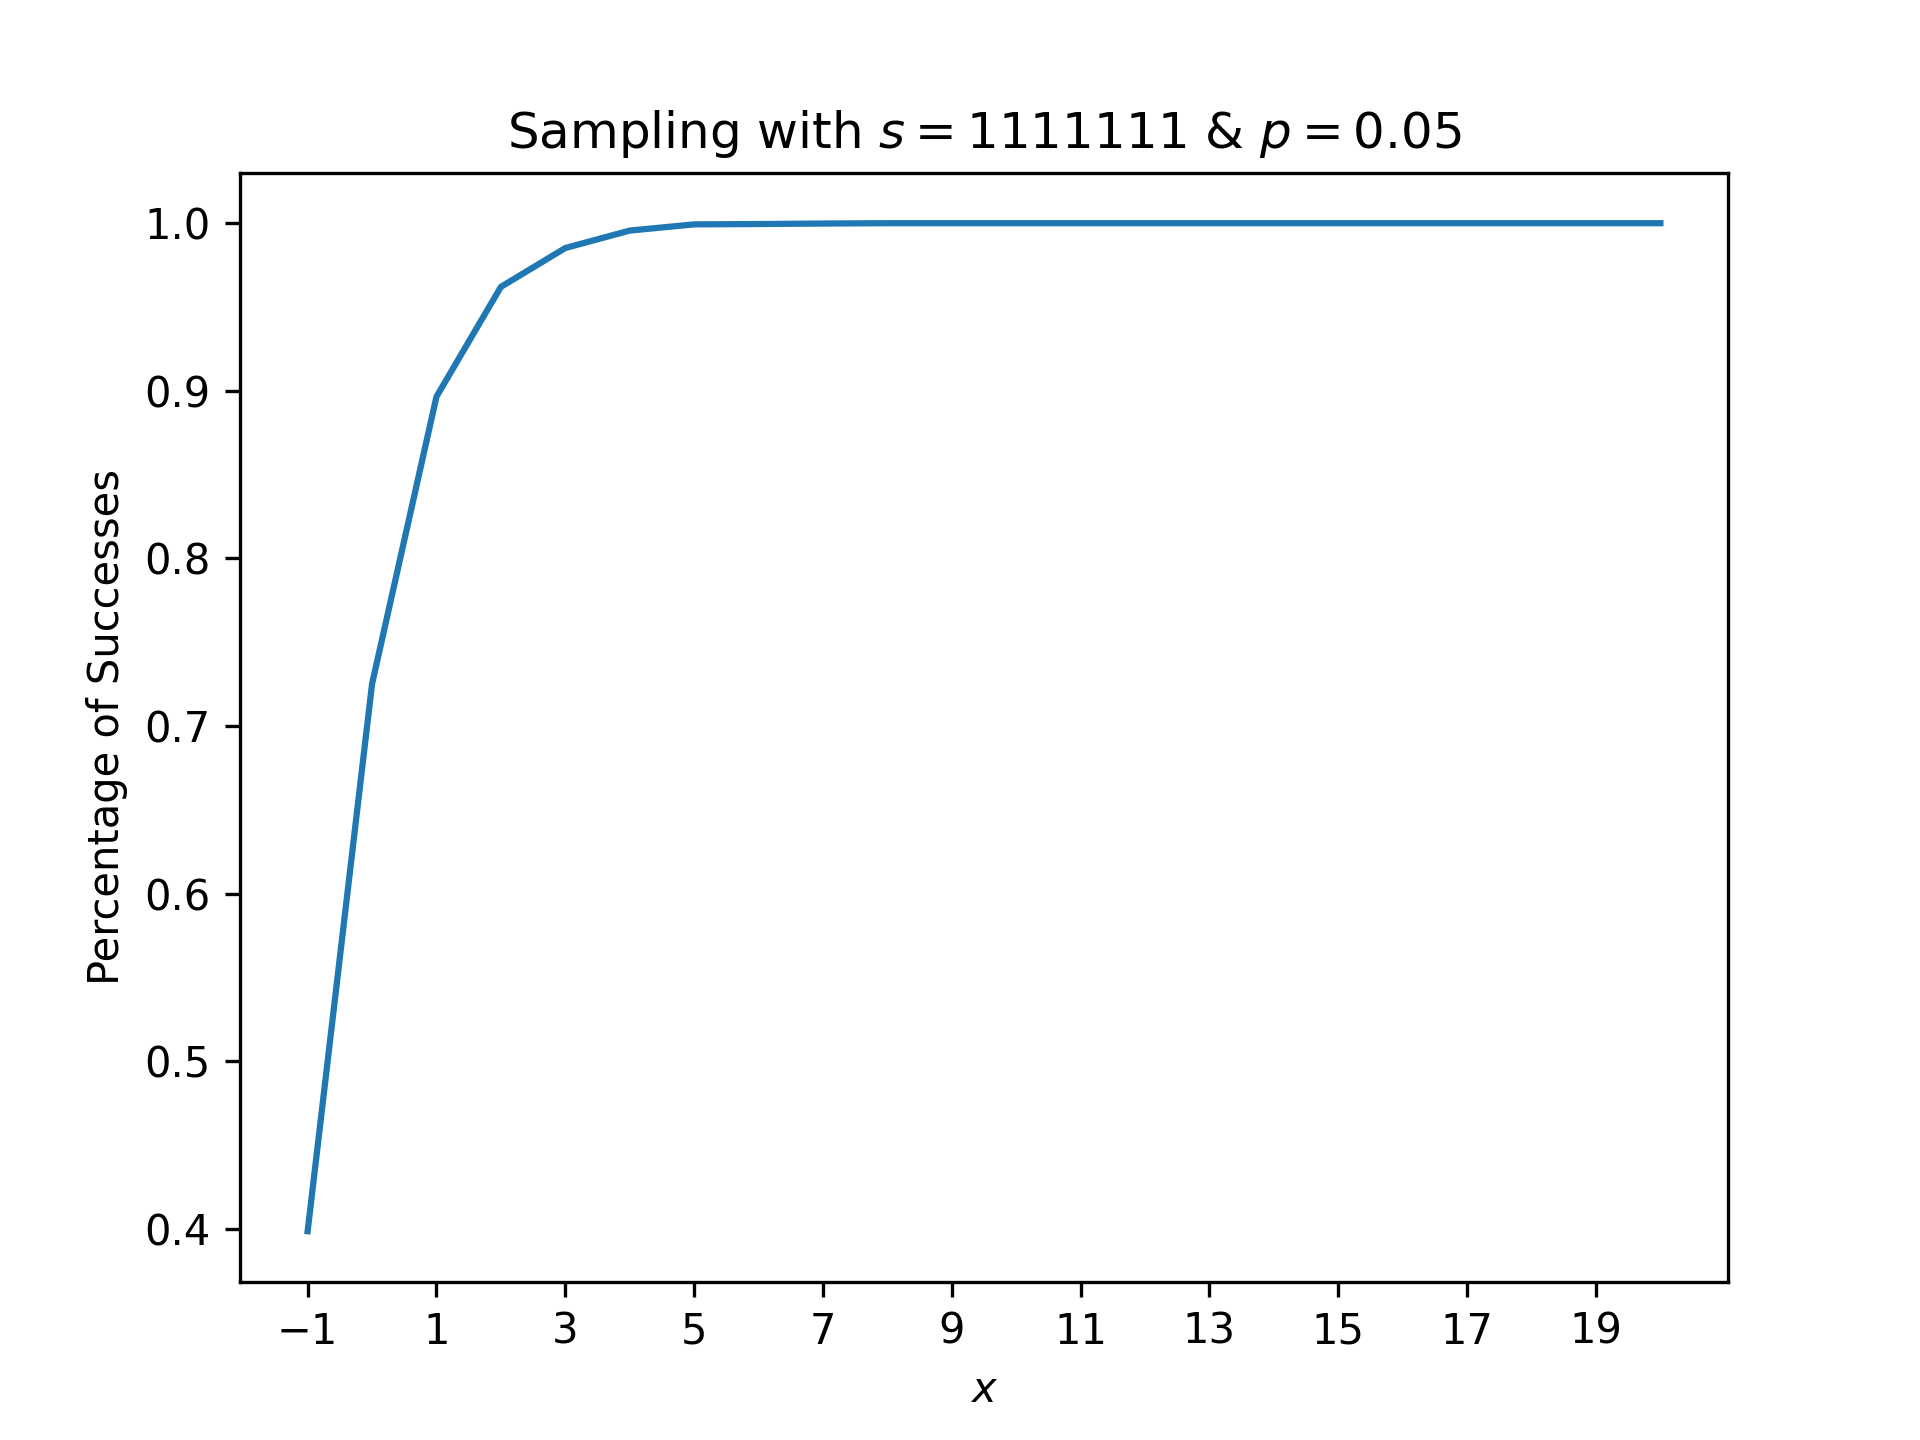 Sampling with s = 1111111 & p = 0.05
Percentage of Successes
1.0
0.9
0.8
0.7
0.6
0.5
0.4
−1 1 3 5 7 9 11 13 15 17 19
x